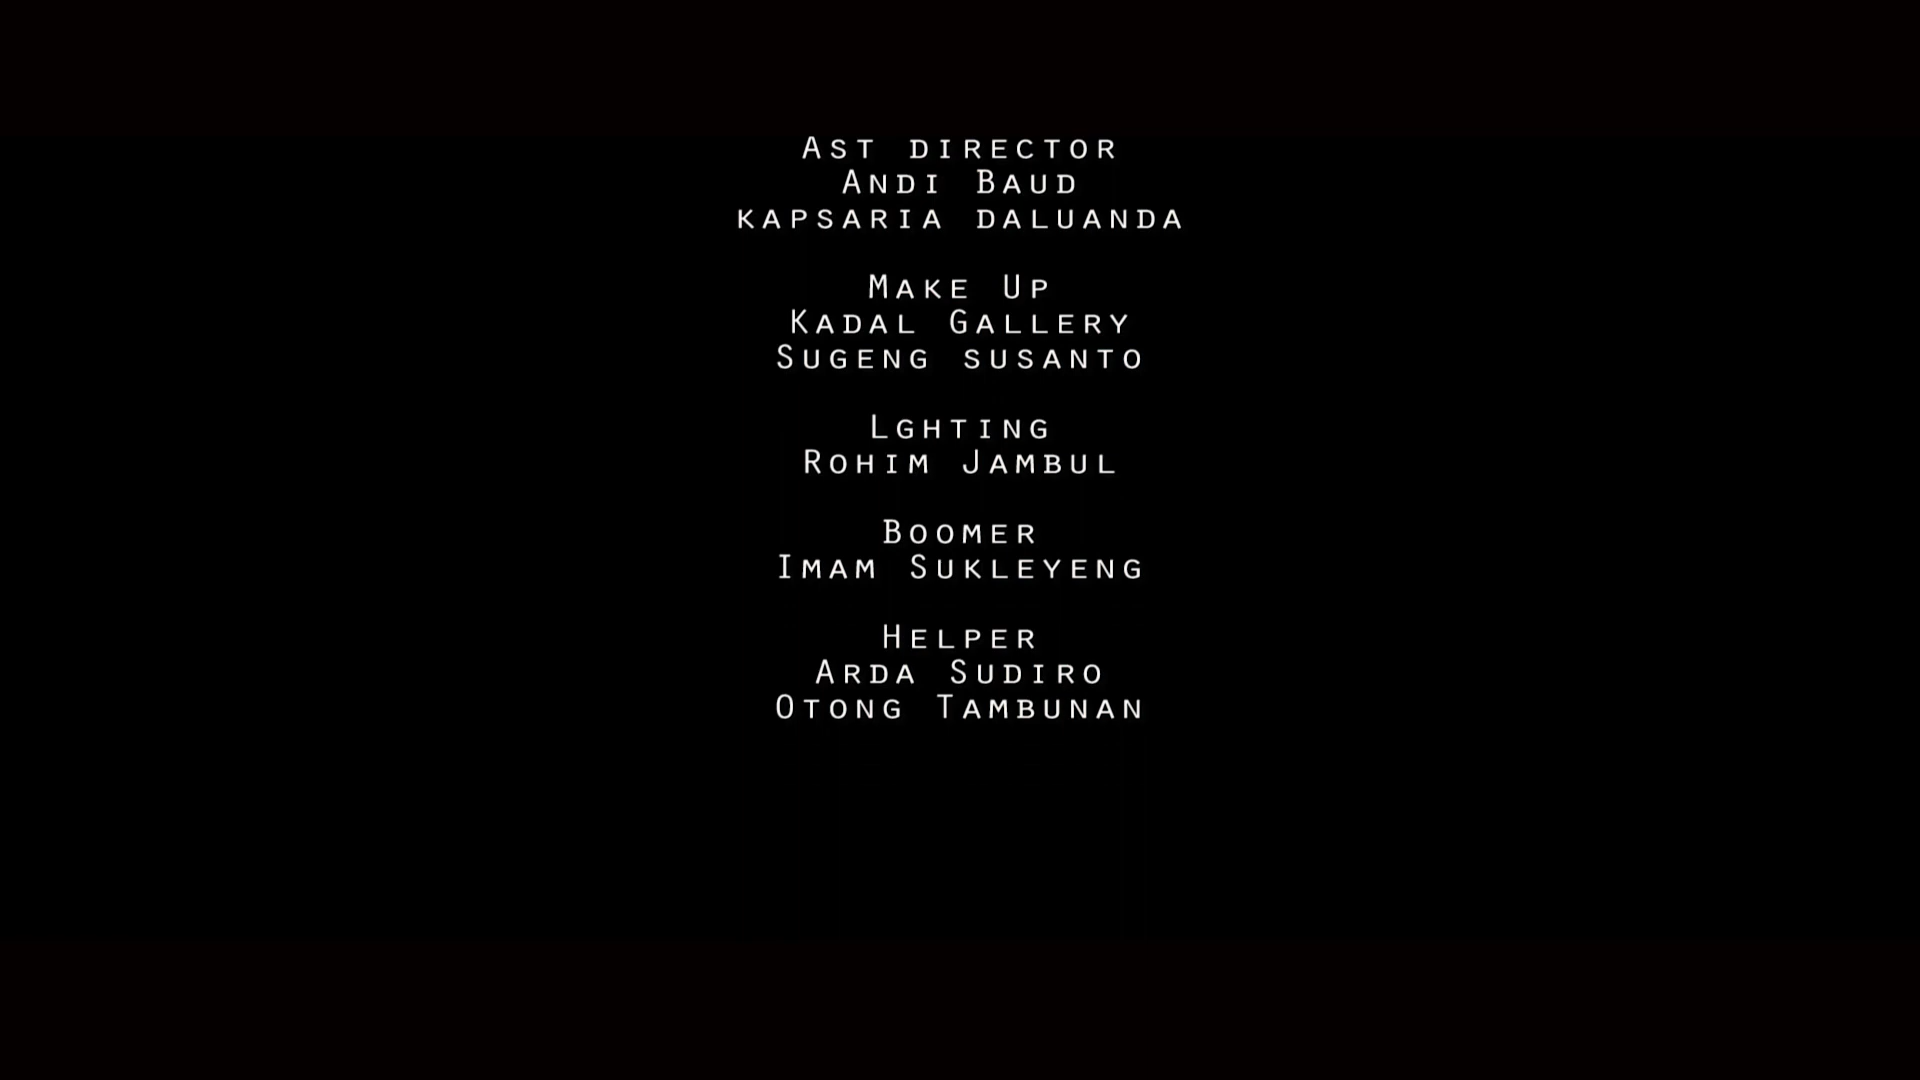 Ast director
Andi Baud
kapsaria daluanda
Make Up
Kadal Gallery
Sugeng susanto
Lghting
Rohim Jambul
Boomer
Imam Sukleyeng
Helper
Arda Sudiro
Otong Tambunan